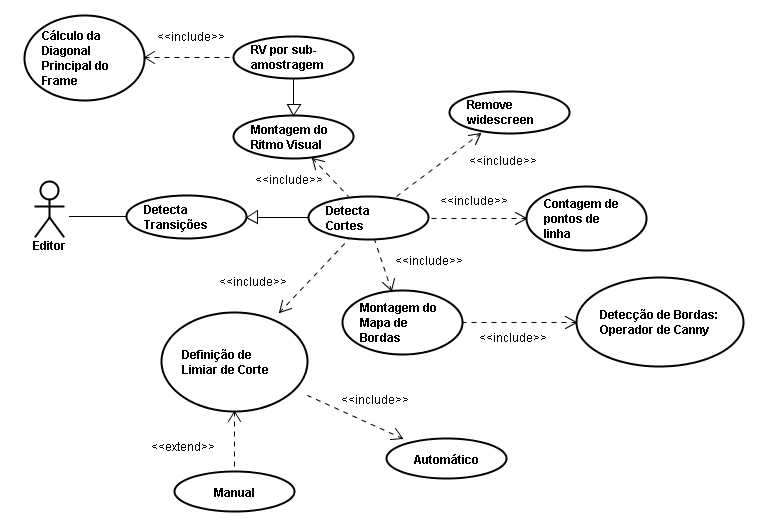 Cálculo da
Diagonal
Principal do
Frame
<<include>>
RV por sub-
amostragem
Montagem do
Ritmo Visual
Remove
widescreen
<<include>>
<<include>>
Editor
Detecta
Transições
Detecta
Cortes
<<include>>
Contagem de
pontos de
linha
<<include>>
<<include>>
Montagem do
Mapa de
Bordas
<<include>>
Detecção de Bordas:
Operador de Canny
Definição de
Limiar de Corte
<<include>>
<<extend>>
Automático
Manual